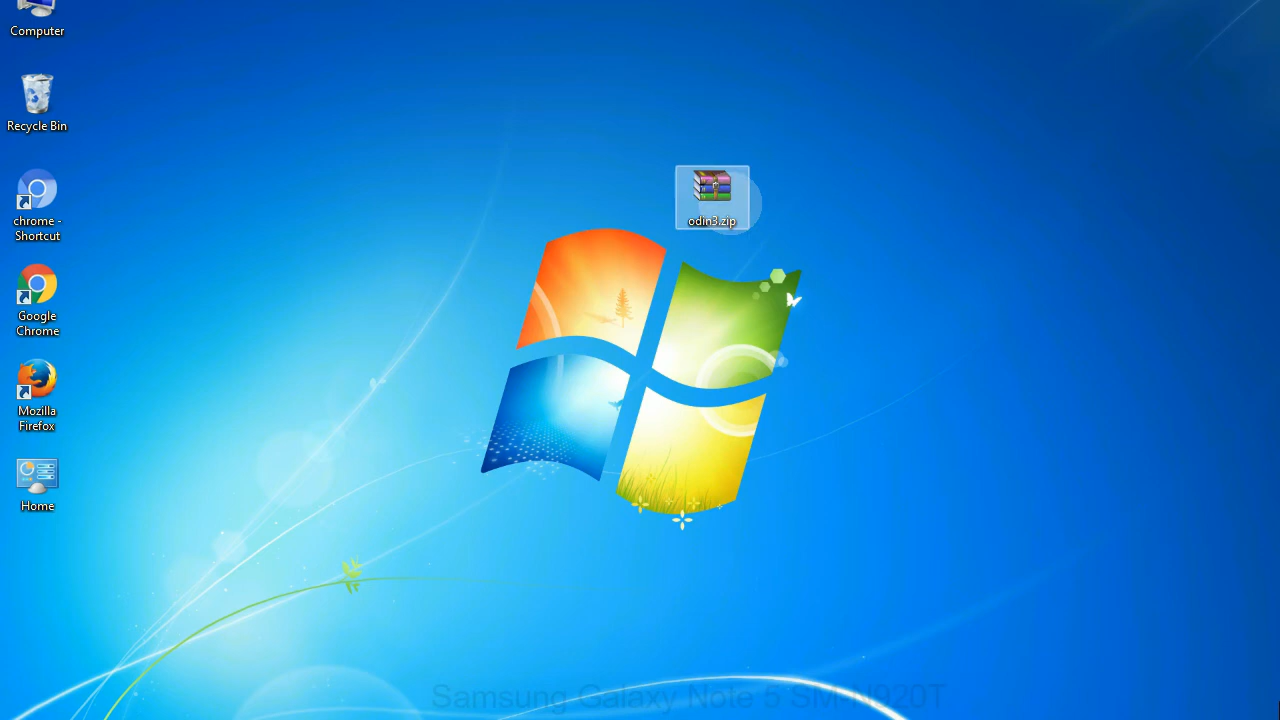 Computer
Recycle Bin
chrome -
Shortcut
Google
Chrome
Mozilla
Firefox
Home
odin3.zip
Samsung Galaxy Note 5 SM-N920T